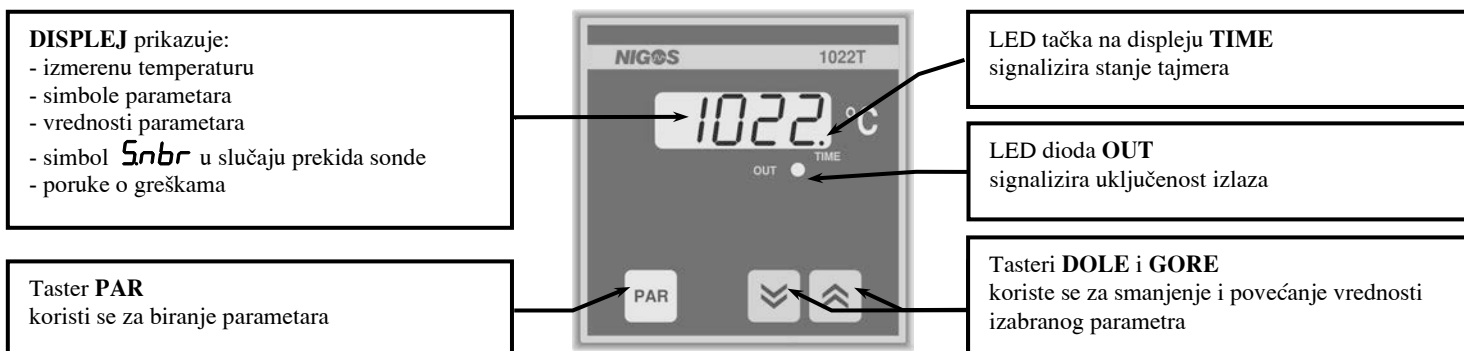 DISPLEJ prikazuje:
- izmerenu temperaturu
- simbole parametara
- vrednosti parametara
- simbol Snbr u slučaju prekida sonde
- poruke o greškama
Taster PAR
koristi se za biranje parametara
NIGOS 1022T
1022. °C
TIME
OUT
PAR
LED tačka na displeju TIME
signalizira stanje tajmera
LED dioda OUT
signalizira uključenost izlaza
Tasteri DOLE i GORE
koriste se za smanjenje i povećanje vrednosti
izabranog parametra